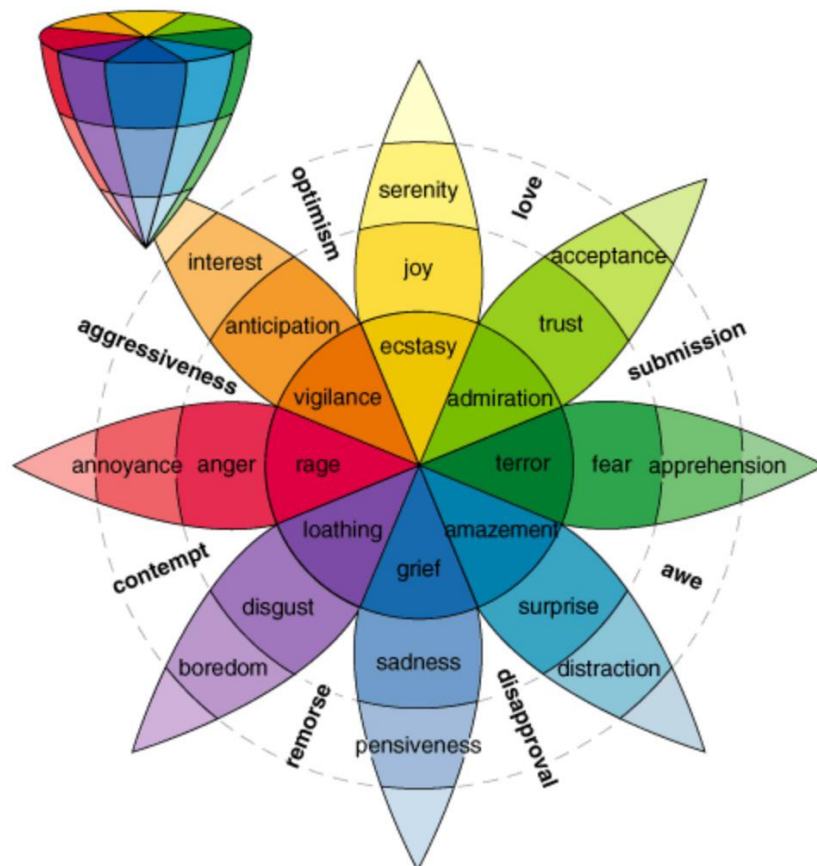 optimism
serenity
love
interest
acceptance
joy
anticipation
trust
aggressiveness
ecstasy
submission
vigilance
admiration
annoyance
anger
rage
terror
fear
apprehension
loathing
amazement
contempt
grief
awe
disgust
surprise
boredom
sadness
distraction
remorse
disapproval
pensiveness